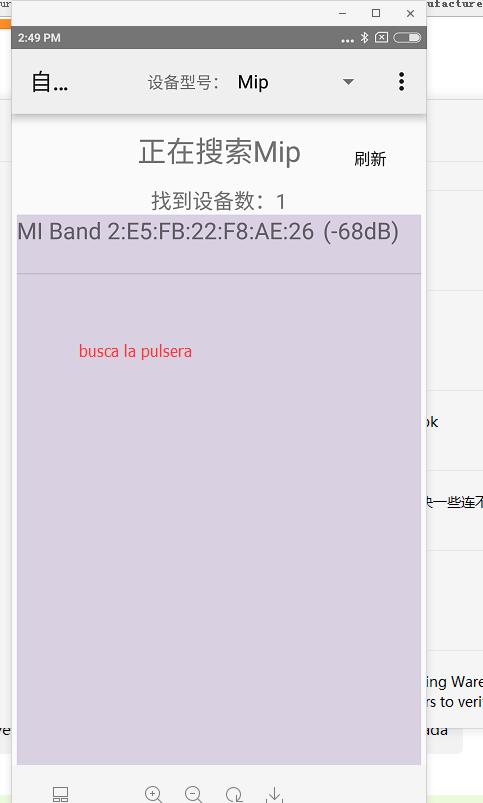 ufacture
2:49 PM
自...
设备型号： Mip
正在搜索Mip
刷新
找到设备数：1
MI Band 2:E5:FB:22:F8:AE:26 (-68dB)
busca la pulsera
ok
一些连不
ing Ware
rs to veri
ve
ada